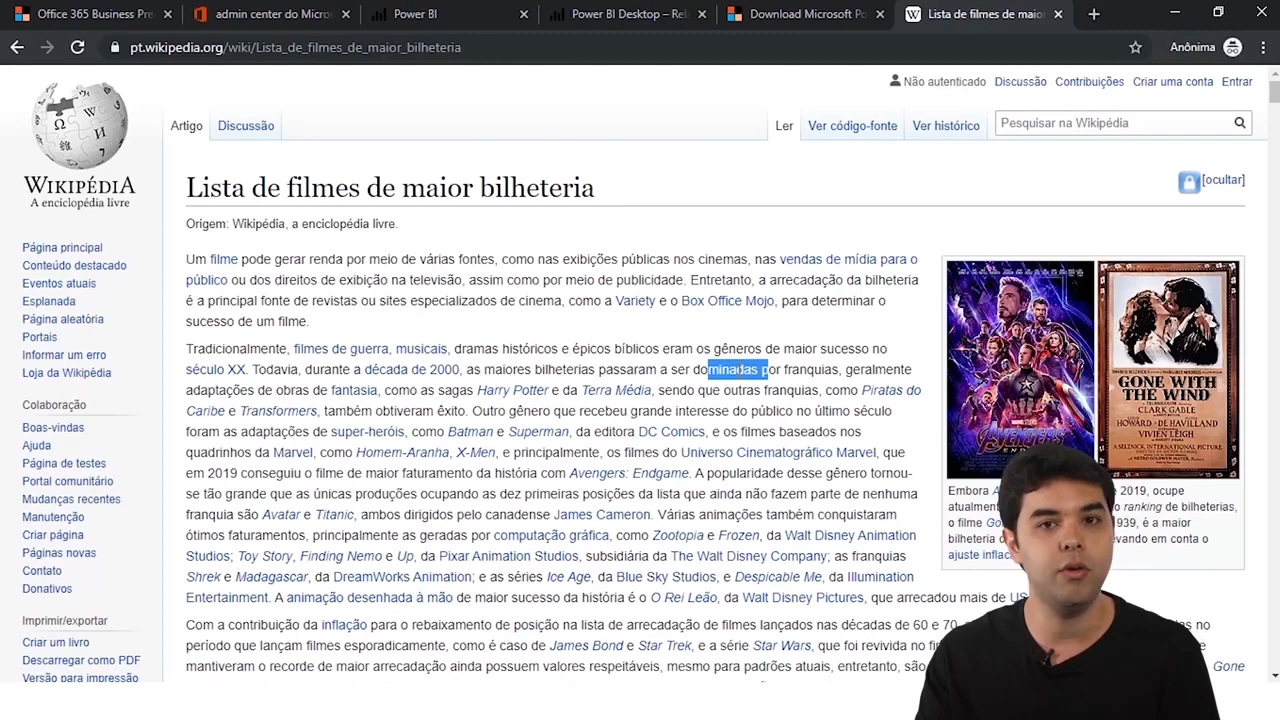 Office 365 Business Pre
admin center do Micros
Power BI
Power BI Desktop – Rel
Download Microsoft Po
Lista de filmes de maior
pt.wikipedia.org/wiki/Lista_de_filmes_de_maior_bilheteria
Anônima
Não autenticado Discussão Contribuições Criar uma conta Entrar
Artigo Discussão
Ler Ver código-fonte Ver histórico Pesquisar na Wikipédia
WIKIPÉDIA
A enciclopédia livre
Página principal
Conteúdo destacado
Eventos atuais
Esplanada
Página aleatória
Portais
Informar um erro
Loja da Wikipédia
Colaboração
Boas-vindas
Ajuda
Página de testes
Portal comunitário
Mudanças recentes
Manutenção
Criar página
Páginas novas
Contato
Donativos
Imprimir/exportar
Criar um livro
Descarregar como PDF
Versão para impressão
Lista de filmes de maior bilheteria
[ocultar]
Origem: Wikipédia, a enciclopédia livre.
Um filme pode gerar renda por meio de várias fontes, como nas exibições públicas nos cinemas, nas vendas de mídia para o
público ou dos direitos de exibição na televisão, assim como por meio de publicidade. Entretanto, a arrecadação da bilheteria
é a principal fonte de revistas ou sites especializados de cinema, como a Variety e o Box Office Mojo, para determinar o
sucesso de um filme.
Tradicionalmente, filmes de guerra, musicais, dramas históricos e épicos bíblicos eram os gêneros de maior sucesso no
século XX. Todavia, durante a década de 2000, as maiores bilheterias passaram a ser dominadas por franquias, geralmente
adaptações de obras de fantasia, como as sagas Harry Potter e da Terra Média, sendo que outras franquias, como Piratas do
Caribe e Transformers, também obtiveram êxito. Outro gênero que recebeu grande interesse do público no último século
foram as adaptações de super-heróis, como Batman e Superman, da editora DC Comics, e os filmes baseados nos
quadrinhos da Marvel, como Homem-Aranha, X-Men e, principalmente, os filmes do Universo Cinematográfico Marvel, que
em 2019 conseguiu o filme de maior faturamento da história com Avengers: Endgame. A popularidade desse gênero tornou-
se tão grande que as únicas produções ocupando as dez primeiras posições da lista que ainda não fazem parte de nenhuma
franquia são Avatar e Titanic, ambos dirigidos pelo canadense James Cameron. Várias animações também conquistaram
ótimos faturamentos, principalmente as geradas por computação gráfica, como Zootopia e Frozen, da Walt Disney Animation
Studios; Toy Story, Finding Nemo e Up, da Pixar Animation Studios, subsidiária da The Walt Disney Company; as franquias
Shrek e Madagascar, da DreamWorks Animation; e as séries Ice Age, da Blue Sky Studios, e Despicable Me, da Illumination
Entertainment. A animação desenhada à mão de maior sucesso da história é o O Rei Leão, da Walt Disney Pictures, que arrecadou mais de US
Com a contribuição da inflação para o rebaixamento de posição na lista de arrecadação de filmes lançados nas décadas de 60 e 70, nos
período que lançam filmes esporadicamente, como é caso de James Bond e Star Trek, e a série Star Wars, que foi revivida no fi
mantiveram o recorde de maior arrecadação ainda possuem valores respeitáveis, mesmo para padrões atuais, entretanto, são Gone
AVENGERS
GONE WITH
THE WIND
CLARK GABLE
VIVIEN LEIGH
LESLIE HOWARD OLIVIA DE HAVILLAND
Embora A de 2019, ocupe
atualment ranking de bilheterias,
o filme Go 1939, é a maior
bilheteria d levando em conta o
ajuste inflac